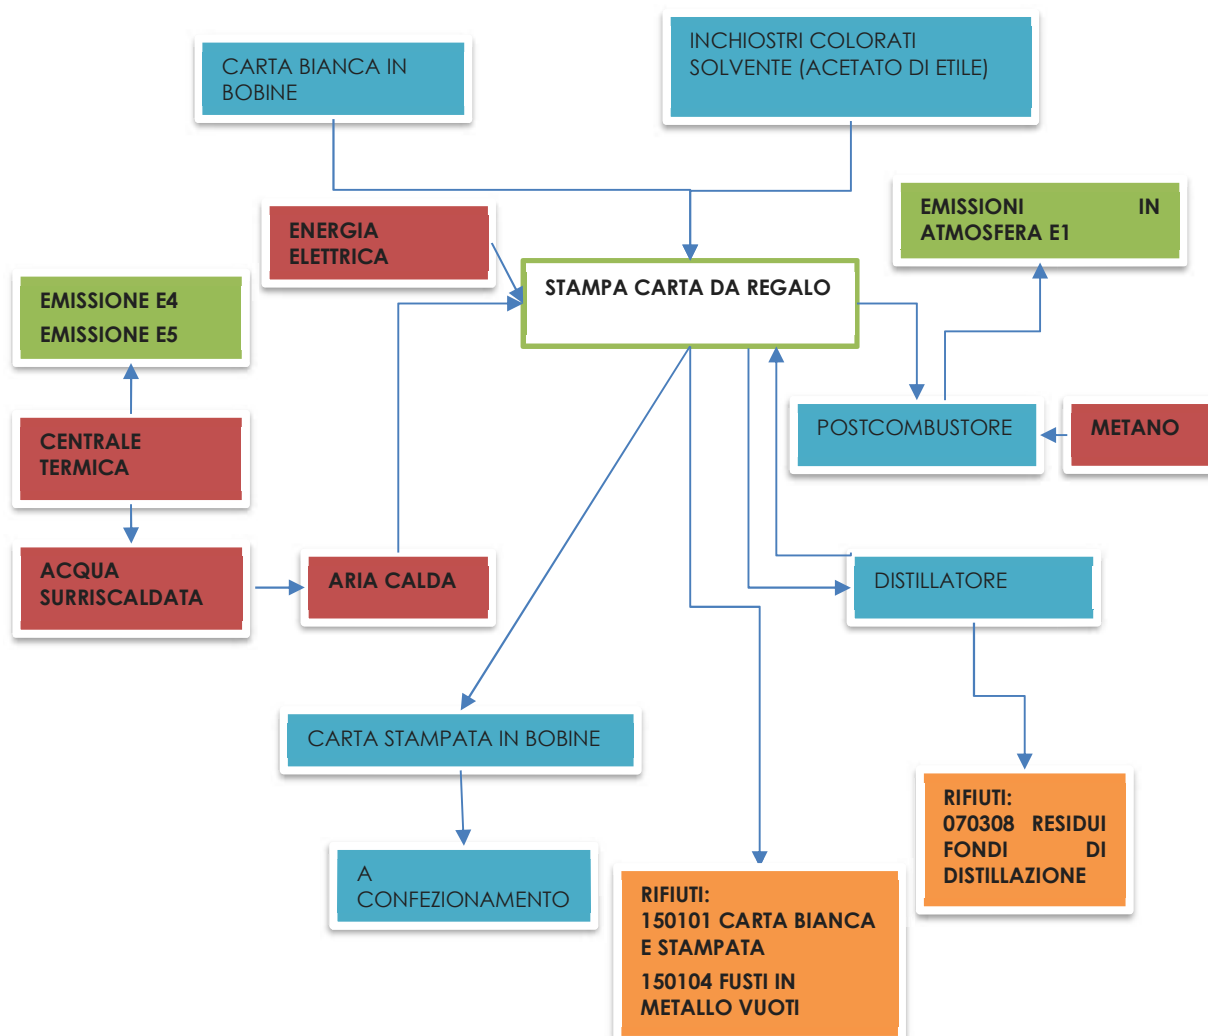 CARTA BIANCA IN
BOBINE
INCHIOSTRI COLORATI
SOLVENTE (ACETATO DI ETILE)
EMISSIONI IN
ATMOSFERA E1
ENERGIA
ELETTRICA
STAMPA CARTA DA REGALO
EMISSIONE E4
EMISSIONE E5
CENTRALE
TERMICA
POSTCOMBUSTORE
METANO
ACQUA
SURRISCALDATA
ARIA CALDA
DISTILLATORE
CARTA STAMPATA IN BOBINE
A
CONFEZIONAMENTO
RIFIUTI:
070308 RESIDUI
FONDI DI
DISTILLAZIONE
RIFIUTI:
150101 CARTA BIANCA
E STAMPATA
150104 FUSTI IN
METALLO VUOTI